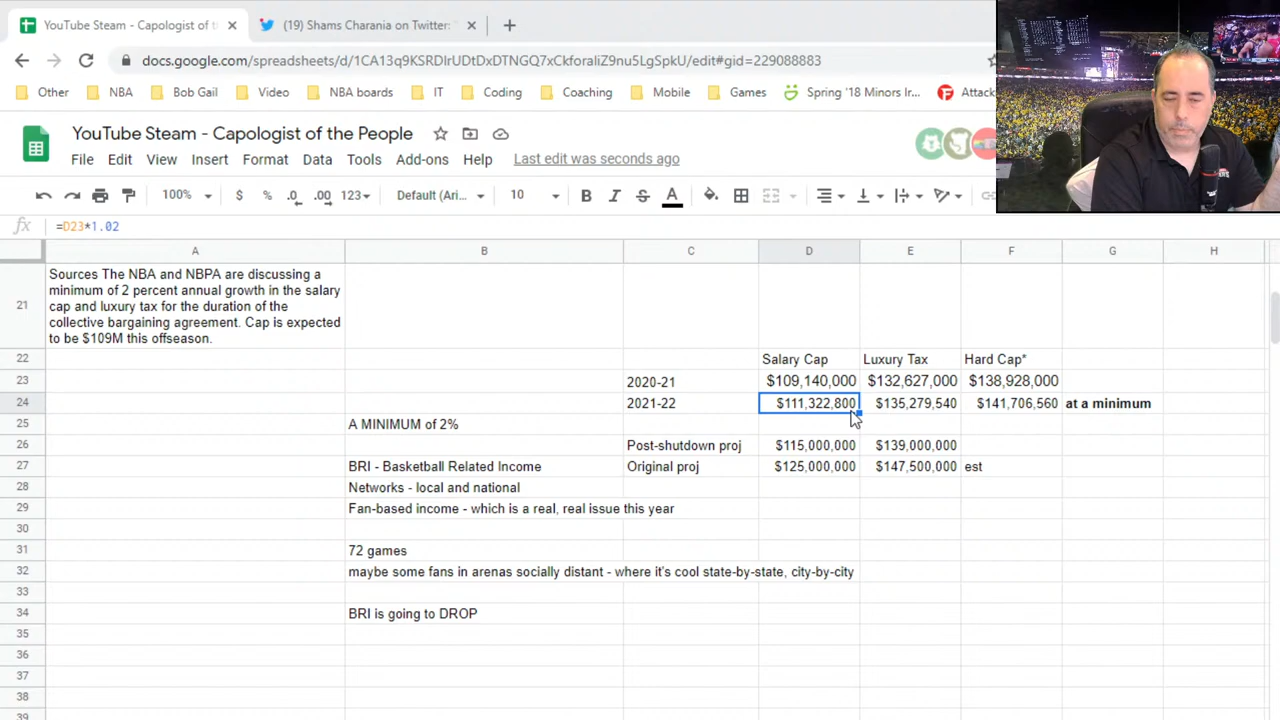 YouTube Steam - Capologist of t
(19) Shams Charania on Twitter:
docs.google.com/spreadsheets/d/1CA13q9KSRDIrUDtDxDTNGQ7xCkforaIiZ9nu5LgSpkU/edit#gid=229088883
Other NBA Bob Gail Video NBA boards IT Coding Coaching Mobile Games Spring '18 Minors Ir... Attack
YouTube Steam - Capologist of the People
File Edit View Insert Format Data Tools Add-ons Help Last edit was seconds ago
100% $ % .0 .00 123 Default (Ari... 10 B I S A
fx =D23*1.02
A B C D E F G H
21 Sources The NBA and NBPA are discussing a
minimum of 2 percent annual growth in the salary
cap and luxury tax for the duration of the
collective bargaining agreement. Cap is expected
to be $109M this offseason.
22 Salary Cap Luxury Tax Hard Cap*
23 2020-21 $109,140,000 $132,627,000 $138,928,000
24 2021-22 $111,322,800 $135,279,540 $141,706,560 at a minimum
25 A MINIMUM of 2%
26 Post-shutdown proj $115,000,000 $139,000,000
27 BRI - Basketball Related Income Original proj $125,000,000 $147,500,000 est
28 Networks - local and national
29 Fan-based income - which is a real, real issue this year
30
31 72 games
32 maybe some fans in arenas socially distant - where it's cool state-by-state, city-by-city
33
34 BRI is going to DROP
35
36
37
38
39